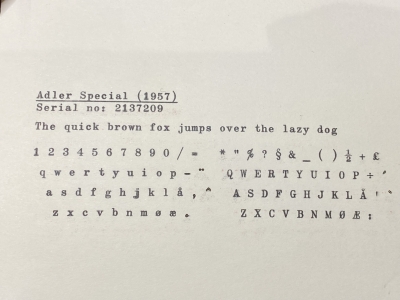 Adler Special (1957)
Serial no: 2137209
The quick brown fox jumps over the lazy dog
1 2 3 4 5 6 7 8 9 0 / = * " % ? § & _ ( ) ½ + £
q w e r t y u i o p - ¨ Q W E R T Y U I O P + ´
a s d f g h j k l å , ^ A S D F G H J K L Å ' `
z x c v b n m ø æ . Z X C V B N M Ø Æ :